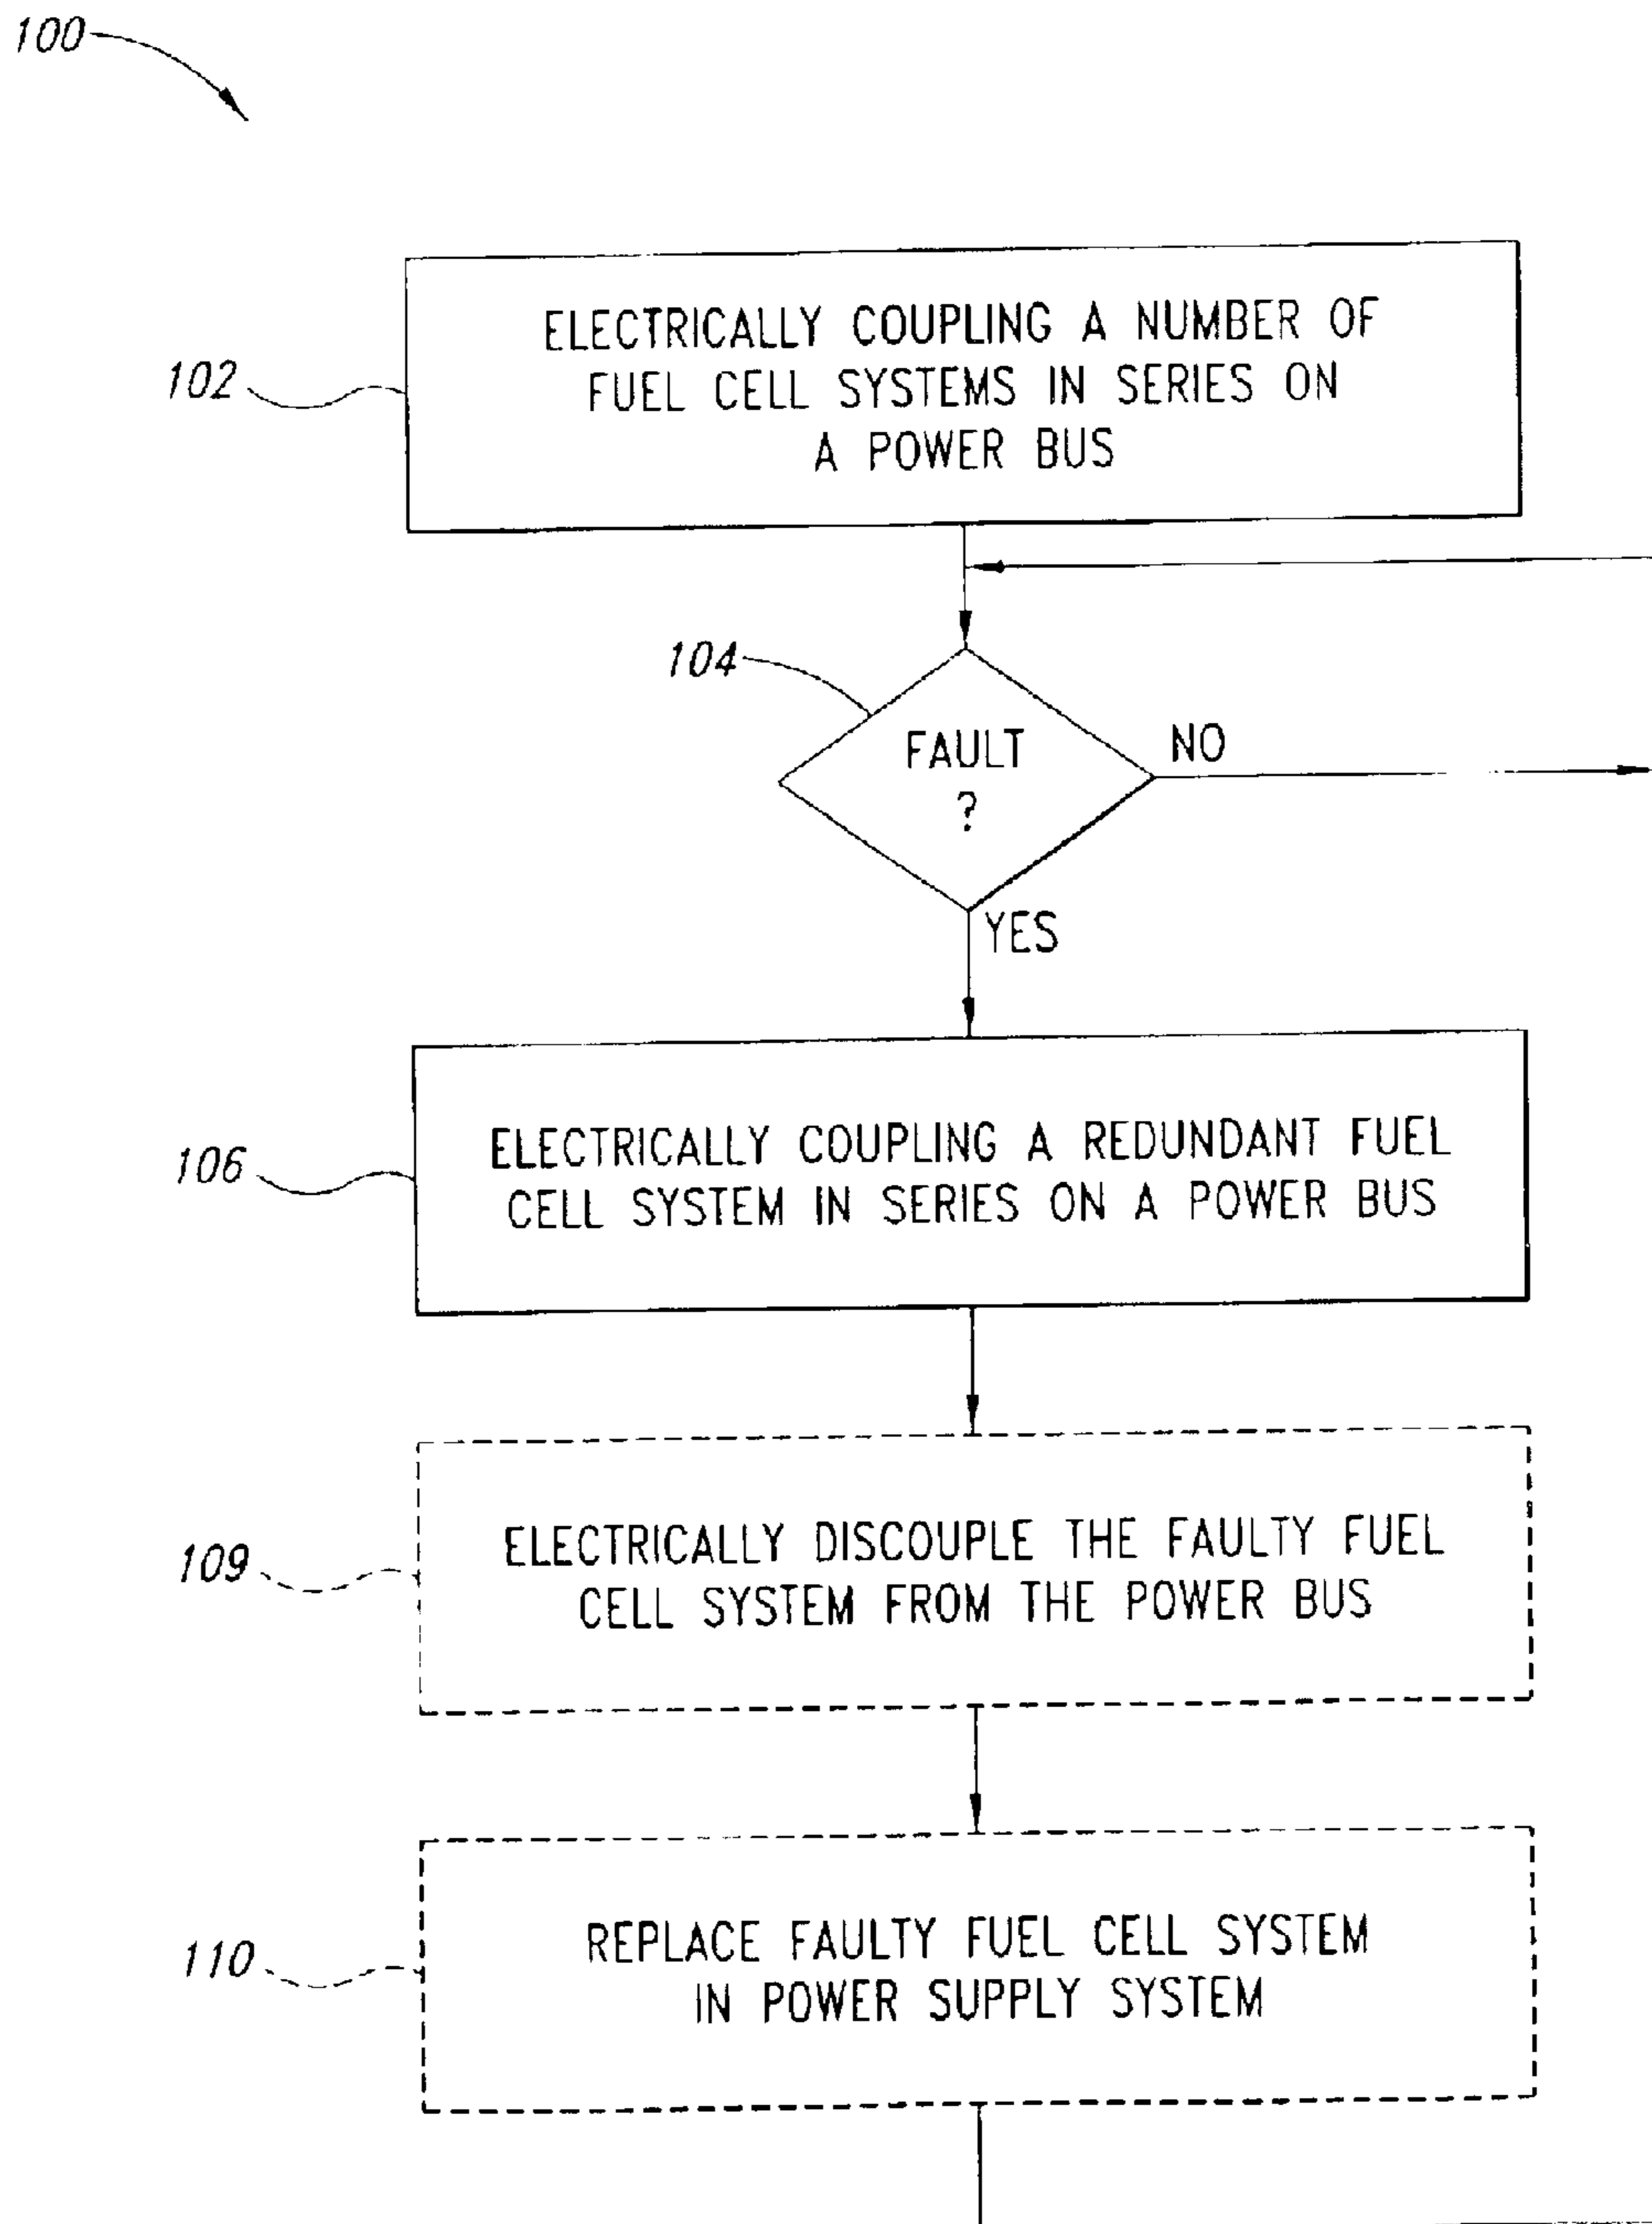 100
102
ELECTRICALLY COUPLING A NUMBER OF
FUEL CELL SYSTEMS IN SERIES ON
A POWER BUS
104
FAULT
?
NO
YES
106
ELECTRICALLY COUPLING A REDUNDANT FUEL
CELL SYSTEM IN SERIES ON A POWER BUS
109
ELECTRICALLY DISCOUPLE THE FAULTY FUEL
CELL SYSTEM FROM THE POWER BUS
110
REPLACE FAULTY FUEL CELL SYSTEM
IN POWER SUPPLY SYSTEM